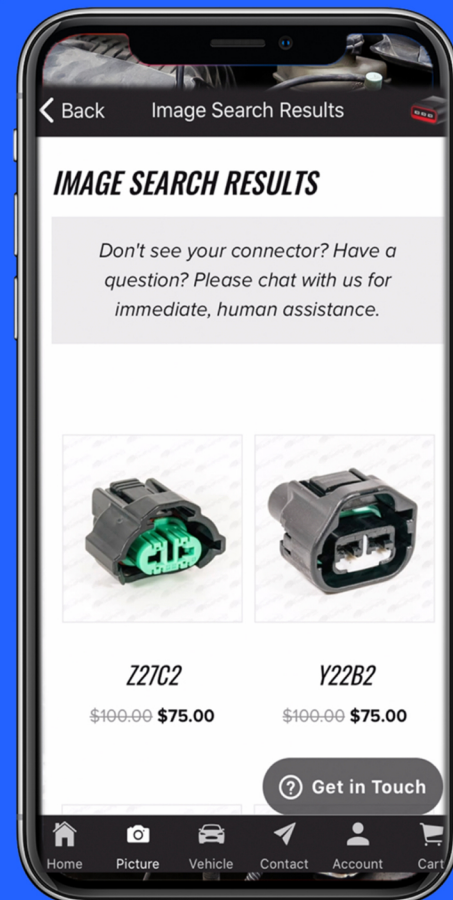 Back
Image Search Results
IMAGE SEARCH RESULTS
Don't see your connector? Have a
question? Please chat with us for
immediate, human assistance.
Z27C2
$100.00 $75.00
Y22B2
$100.00 $75.00
Get in Touch
Home
Picture
Vehicle
Contact
Account
Cart